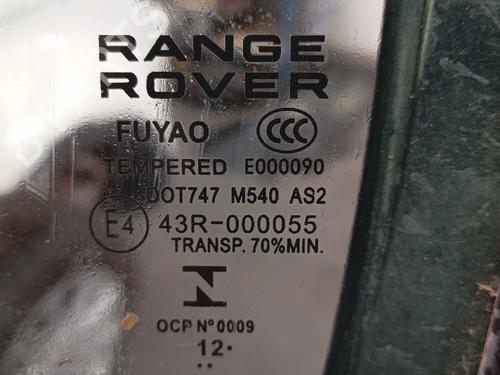 RANGE
ROVER
FUYAO CCC
TEMPERED E000090
DOT747 M540 AS2
E4 43R-000055
TRANSP. 70%MIN.
OCP Nº0009
12·
··